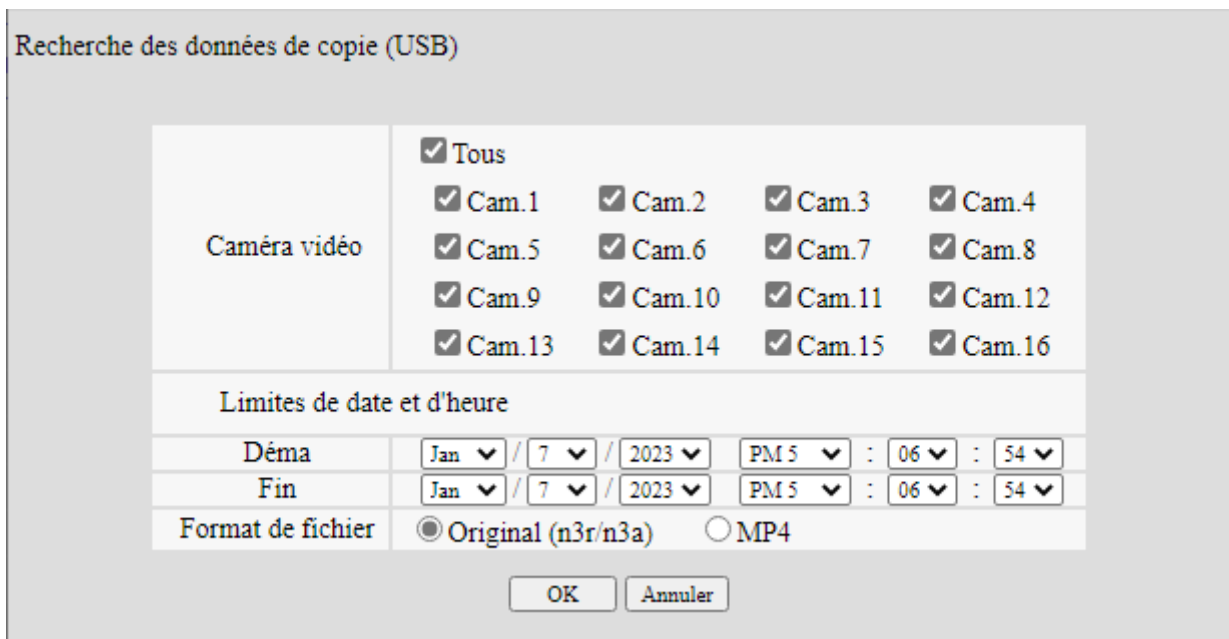 Recherche des données de copie (USB)
Tous
Cam.1 Cam.2 Cam.3 Cam.4
Caméra vidéo
Cam.5 Cam.6 Cam.7 Cam.8
Cam.9 Cam.10 Cam.11 Cam.12
Cam.13 Cam.14 Cam.15 Cam.16
Limites de date et d'heure
Déma Jan / 7 / 2023 PM 5 : 06 : 54
Fin Jan / 7 / 2023 PM 5 : 06 : 54
Format de fichier Original (n3r/n3a) MP4
OK Annuler